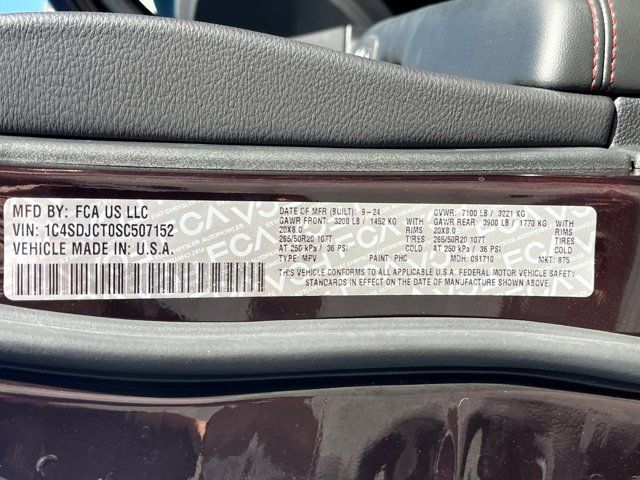 MFD BY: FCA US LLC
VIN: 1C4SDJCT0SC507152
VEHICLE MADE IN U.S.A.
DATE OF MFR (BUILT): 9-24 GVWR: 7100 LB / 3221 KG
GAWR FRONT: 3200 LB / 1452 KG WITH GAWR REAR: 3900 LB / 1770 KG WITH
20X8.0 RIMS 20X8.0 RIMS
265/50R20 107T TIRES 265/50R20 107T TIRES
AT 250 kPa / 36 PSI COLD AT 250 kPa / 36 PSI COLD
TYPE: MPV PAINT: PHC MDH: 091710 MKT: 875
THIS VEHICLE CONFORMS TO ALL APPLICABLE U.S.A. FEDERAL MOTOR VEHICLE SAFETY
STANDARDS IN EFFECT ON THE DATE OF MANUFACTURE SHOWN ABOVE.